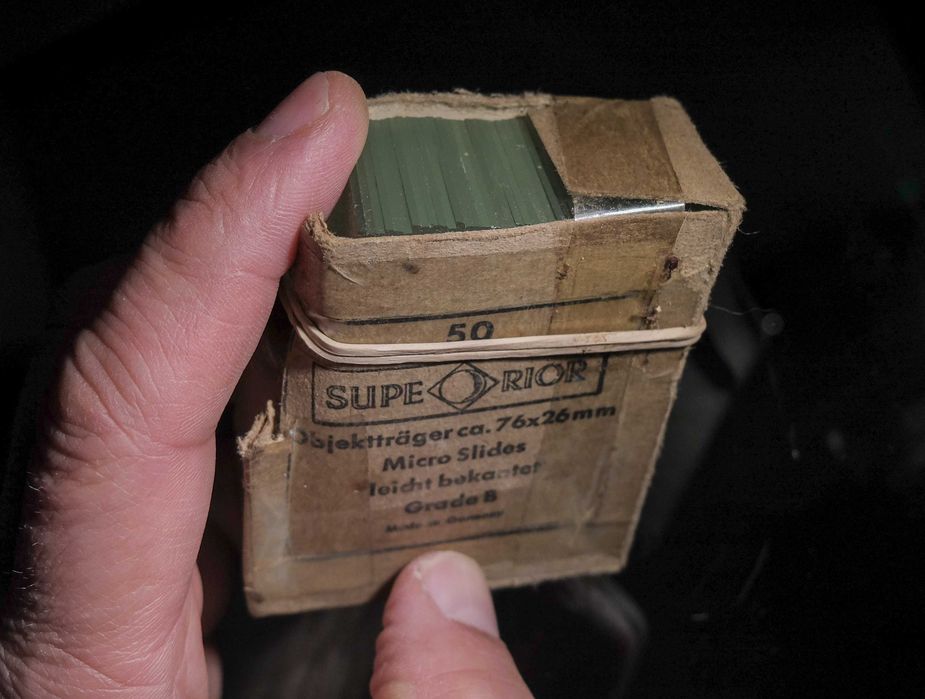 50
SUPERIOR
Objektträger ca. 76x26mm
Micro Slides
leicht bekantet
Grade B
Made in Germany